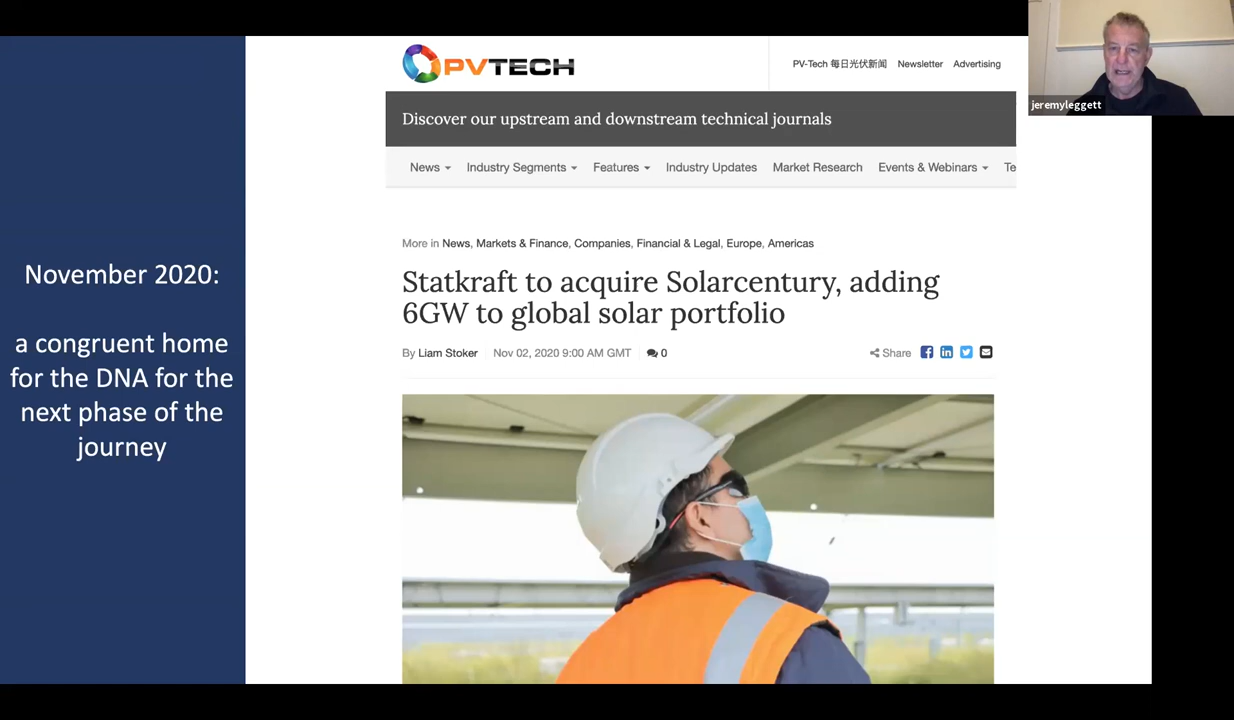 November 2020:
a congruent home
for the DNA for the
next phase of the
journey
PVTECH
PV-Tech 每日光伏新闻 Newsletter Advertising
Discover our upstream and downstream technical journals
News Industry Segments Features Industry Updates Market Research Events & Webinars Te
More in News, Markets & Finance, Companies, Financial & Legal, Europe, Americas
Statkraft to acquire Solarcentury, adding
6GW to global solar portfolio
By Liam Stoker Nov 02, 2020 9:00 AM GMT 0 Share
jeremyleggett